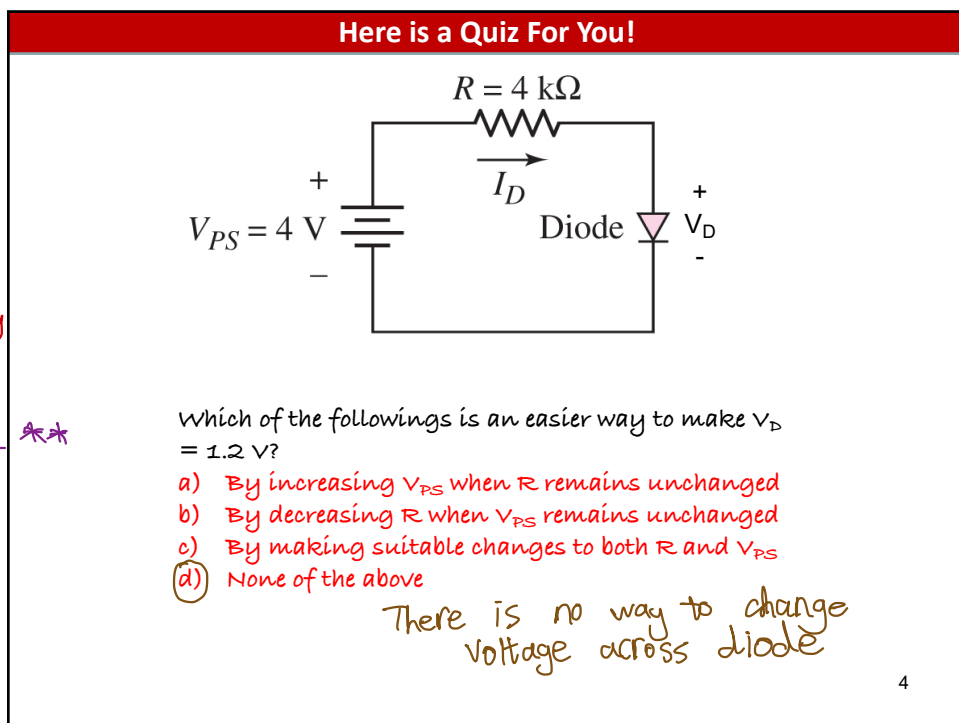 Here is a Quiz For You!
R = 4 kΩ
I_D
+
V_PS = 4 V
−
Diode
+
V_D
-
**
Which of the followings is an easier way to make V_D
= 1.2 V?
a) By increasing V_PS when R remains unchanged
b) By decreasing R when V_PS remains unchanged
c) By making suitable changes to both R and V_PS
d) None of the above
There is no way to change
voltage across diode
4